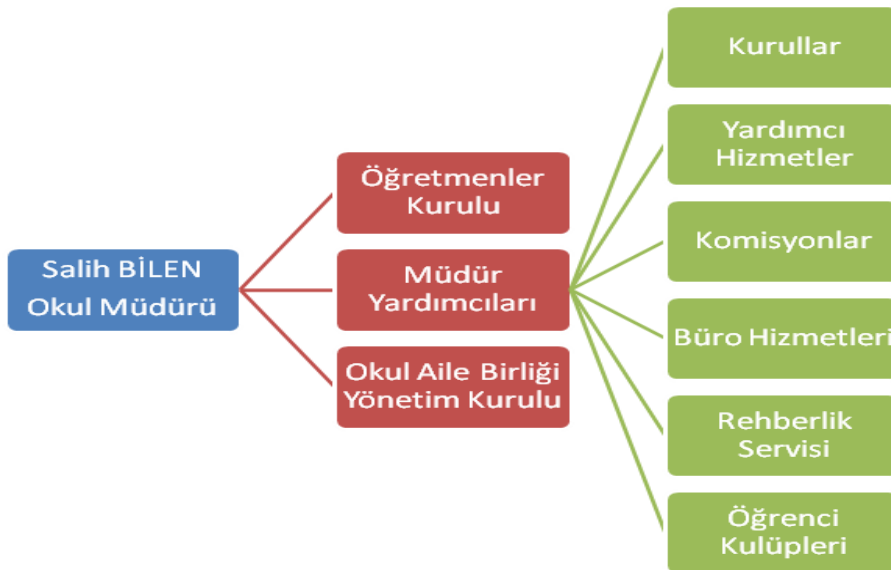 Salih BİLEN
Okul Müdürü
Öğretmenler
Kurulu
Müdür
Yardımcıları
Okul Aile Birliği
Yönetim Kurulu
Kurullar
Yardımcı
Hizmetler
Komisyonlar
Büro Hizmetleri
Rehberlik
Servisi
Öğrenci
Kulüpleri